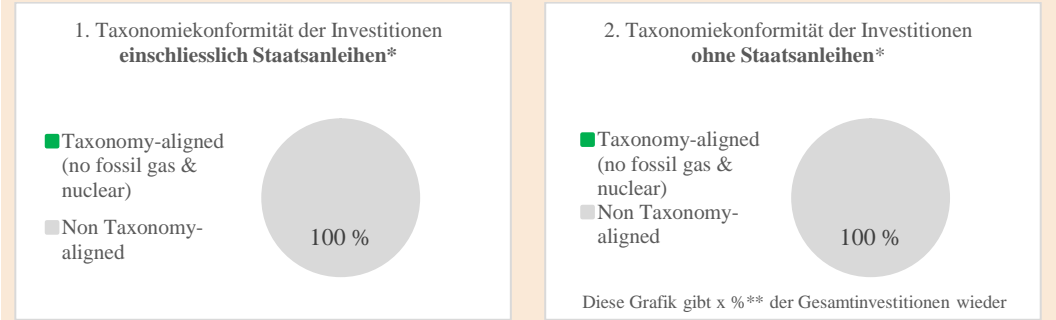 1. Taxonomiekonformität der Investitionen
einschliesslich Staatsanleihen*
Taxonomy-aligned
(no fossil gas &
nuclear)
Non Taxonomy-
aligned
100 %
2. Taxonomiekonformität der Investitionen
ohne Staatsanleihen*
Taxonomy-aligned
(no fossil gas &
nuclear)
Non Taxonomy-
aligned
100 %
Diese Grafik gibt x %** der Gesamtinvestitionen wieder